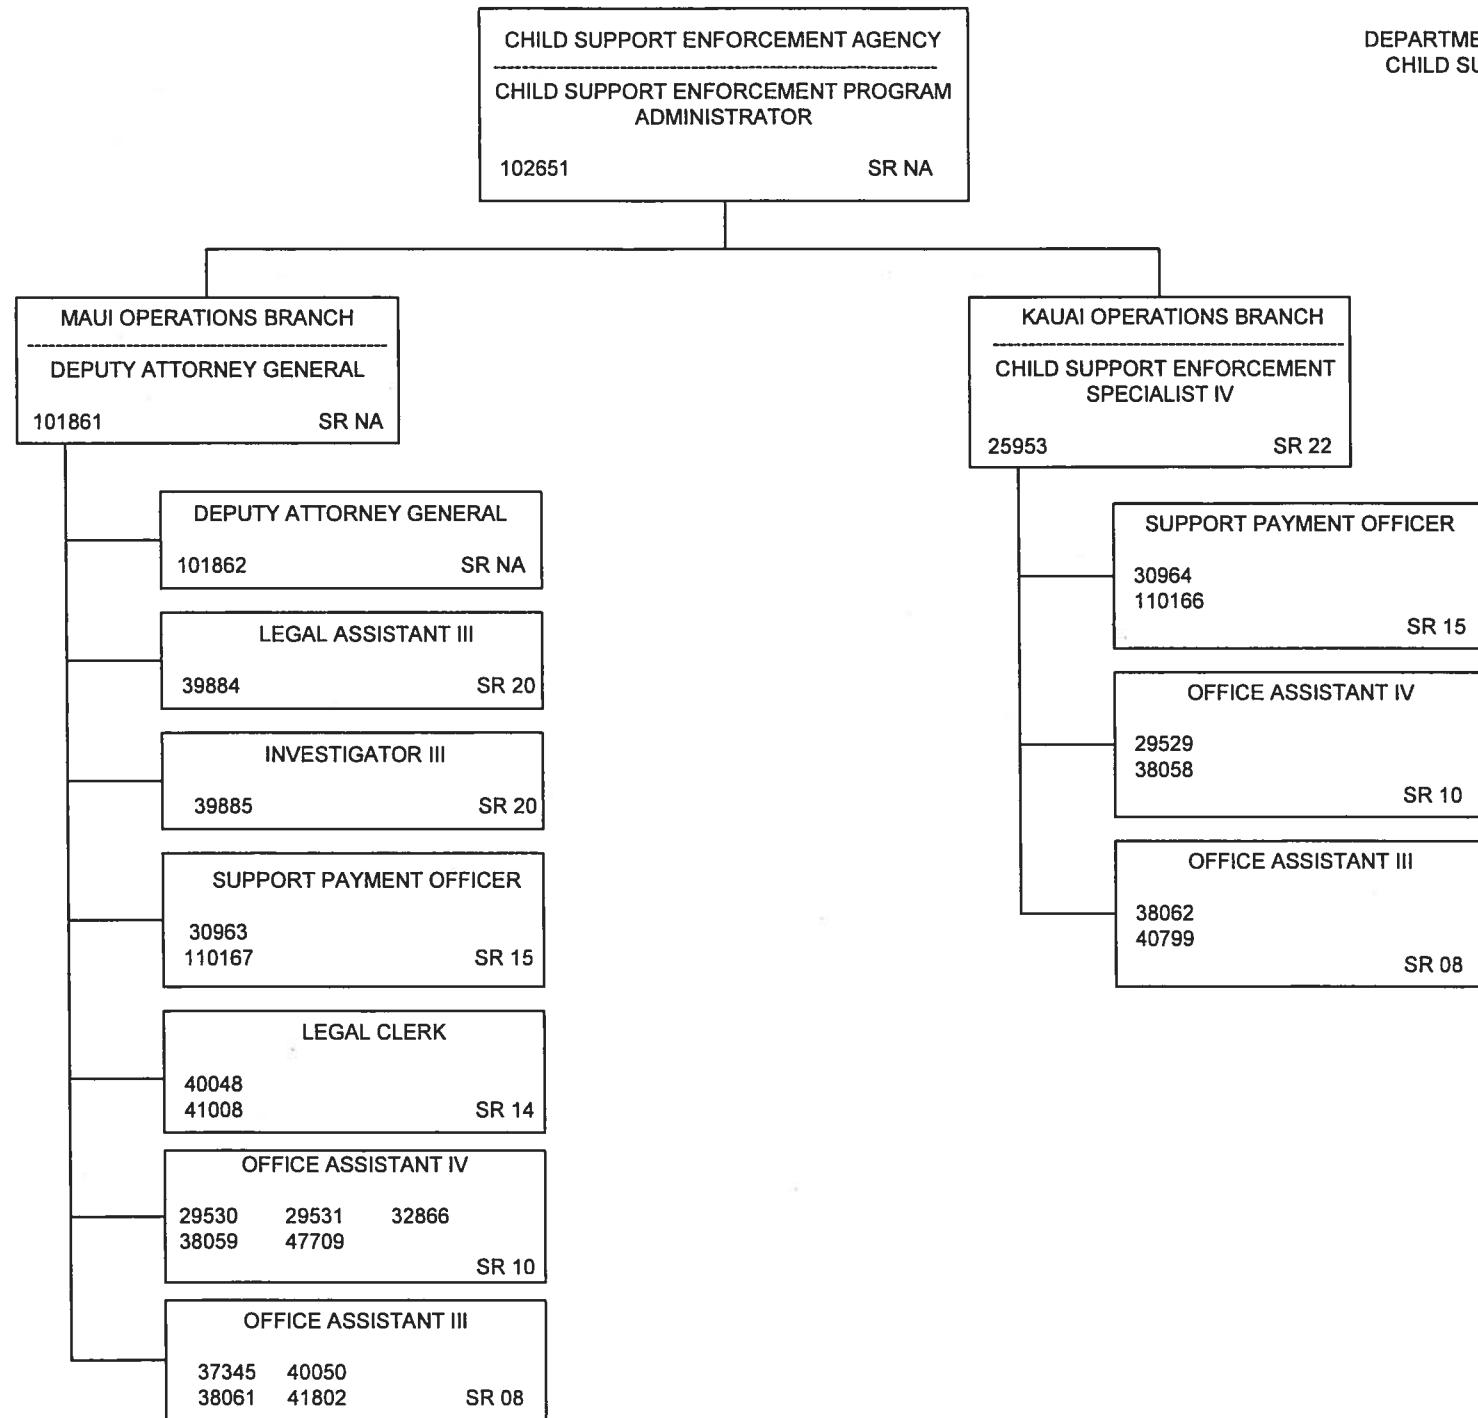 CHILD SUPPORT ENFORCEMENT AGENCY
CHILD SUPPORT ENFORCEMENT PROGRAM
ADMINISTRATOR
102651 SR NA
DEPARTME
CHILD SU
MAUI OPERATIONS BRANCH
DEPUTY ATTORNEY GENERAL
101861 SR NA
DEPUTY ATTORNEY GENERAL
101862 SR NA
LEGAL ASSISTANT III
39884 SR 20
INVESTIGATOR III
39885 SR 20
SUPPORT PAYMENT OFFICER
30963
110167 SR 15
LEGAL CLERK
40048
41008 SR 14
OFFICE ASSISTANT IV
29530 29531 32866
38059 47709
SR 10
OFFICE ASSISTANT III
37345 40050
38061 41802 SR 08
KAUAI OPERATIONS BRANCH
CHILD SUPPORT ENFORCEMENT
SPECIALIST IV
25953 SR 22
SUPPORT PAYMENT OFFICER
30964
110166
SR 15
OFFICE ASSISTANT IV
29529
38058
SR 10
OFFICE ASSISTANT III
38062
40799
SR 08